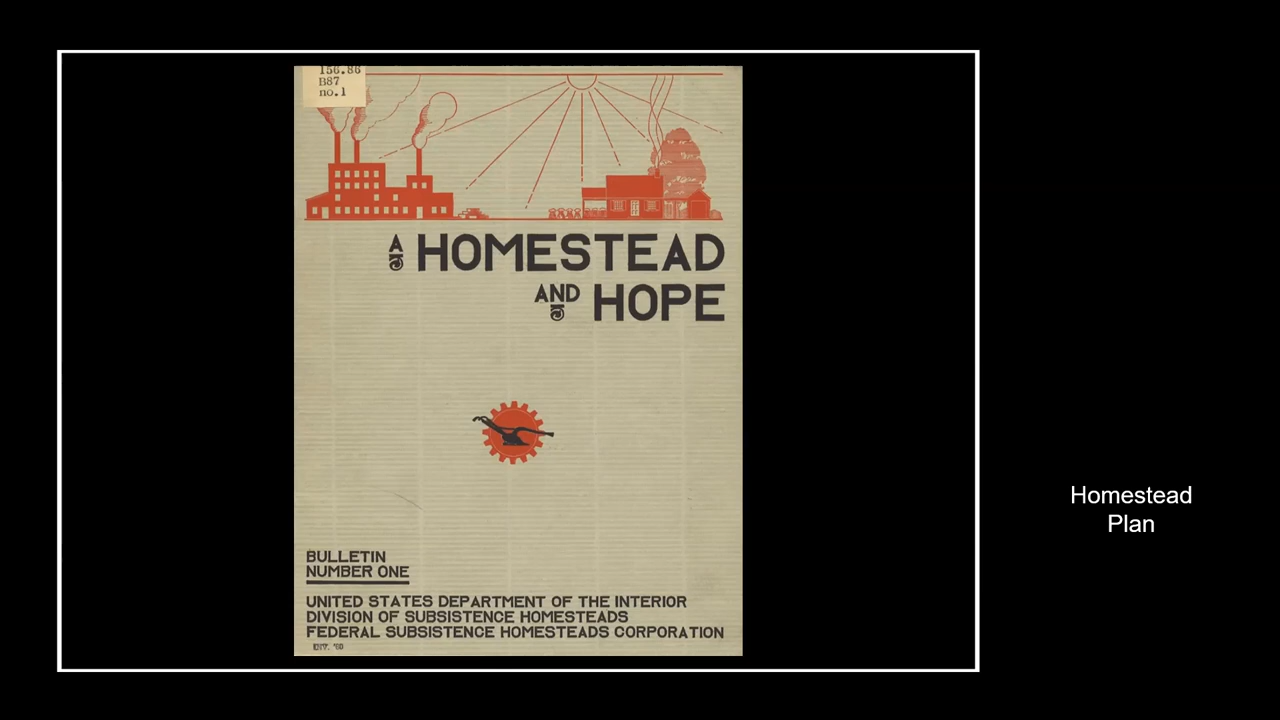 156.86
B87
no.1
A HOMESTEAD
AND HOPE
BULLETIN
NUMBER ONE
UNITED STATES DEPARTMENT OF THE INTERIOR
DIVISION OF SUBSISTENCE HOMESTEADS
FEDERAL SUBSISTENCE HOMESTEADS CORPORATION
Homestead
Plan